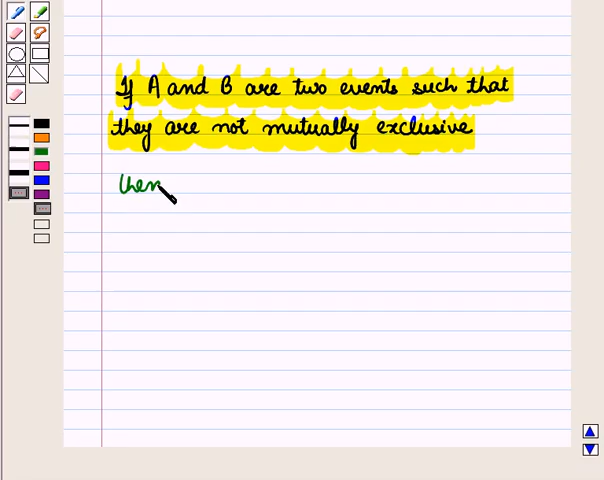 If A and B are two events such that
they are not mutually exclusive
then